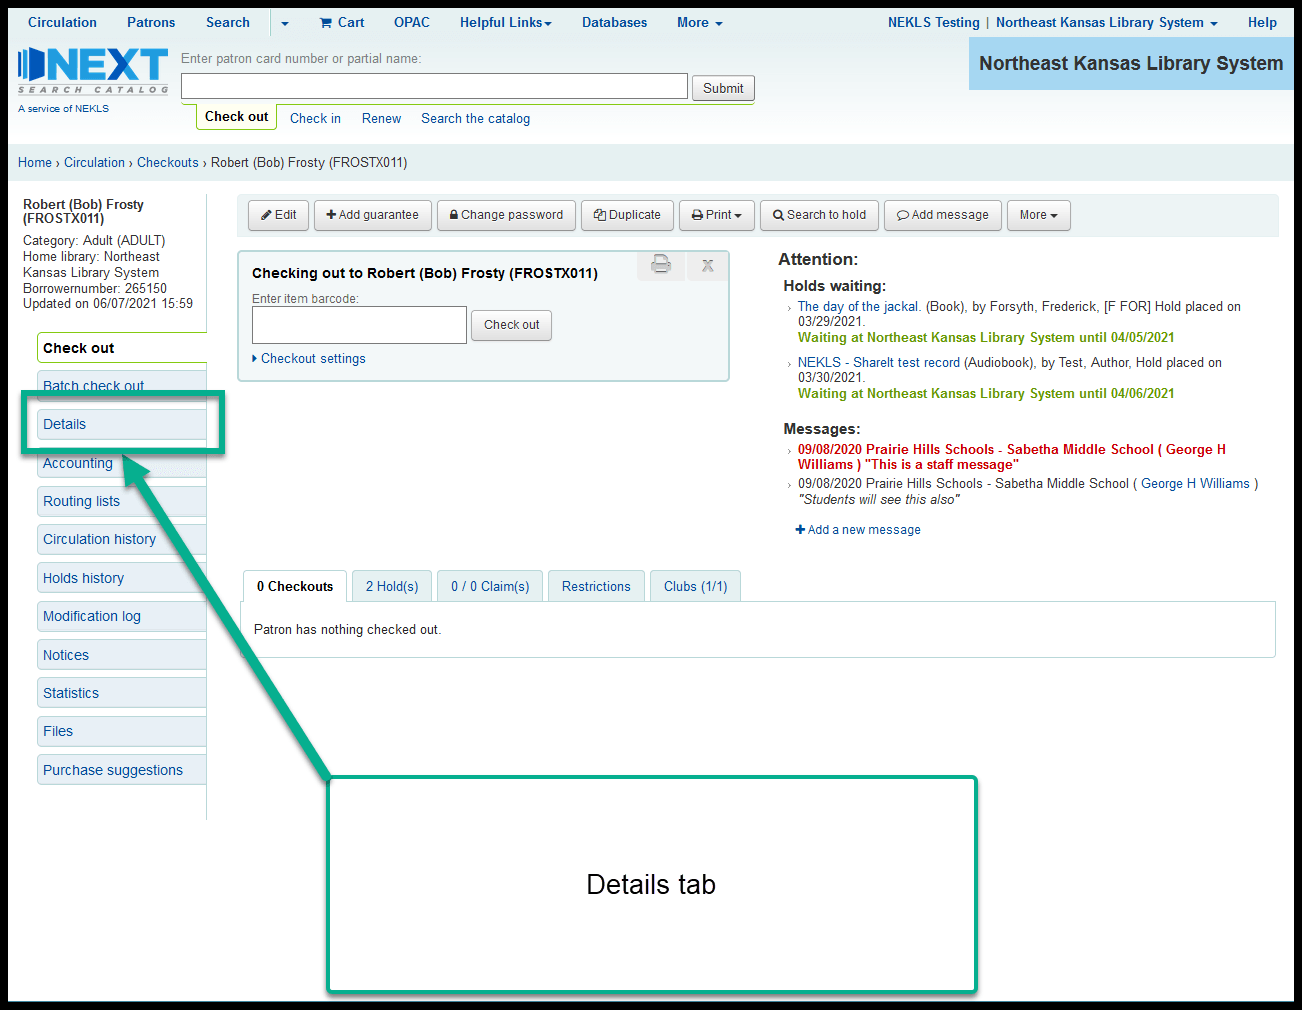 Circulation Patrons Search Cart OPAC Helpful Links Databases More NEKLS Testing | Northeast Kansas Library System Help
NEXT
SEARCH CATALOG
A service of NEKLS
Enter patron card number or partial name:
Submit
Northeast Kansas Library System
Check out Check in Renew Search the catalog
Home › Circulation › Checkouts › Robert (Bob) Frosty (FROSTX011)
Robert (Bob) Frosty
(FROSTX011)
Category: Adult (ADULT)
Home library: Northeast
Kansas Library System
Borrowernumber: 265150
Updated on 06/07/2021 15:59
Check out
Batch check out
Details
Accounting
Routing lists
Circulation history
Holds history
Modification log
Notices
Statistics
Files
Purchase suggestions
Edit + Add guarantee Change password Duplicate Print Search to hold Add message More
Checking out to Robert (Bob) Frosty (FROSTX011)
X
Enter item barcode:
Check out
Checkout settings
Attention:
Holds waiting:
› The day of the jackal. (Book), by Forsyth, Frederick, [F FOR] Hold placed on
03/29/2021.
Waiting at Northeast Kansas Library System until 04/05/2021
› NEKLS - ShareIt test record (Audiobook), by Test, Author, Hold placed on
03/30/2021.
Waiting at Northeast Kansas Library System until 04/06/2021
Messages:
› 09/08/2020 Prairie Hills Schools - Sabetha Middle School ( George H
Williams ) "This is a staff message"
› 09/08/2020 Prairie Hills Schools - Sabetha Middle School ( George H Williams )
"Students will see this also"
+ Add a new message
0 Checkouts 2 Hold(s) 0 / 0 Claim(s) Restrictions Clubs (1/1)
Patron has nothing checked out.
Details tab